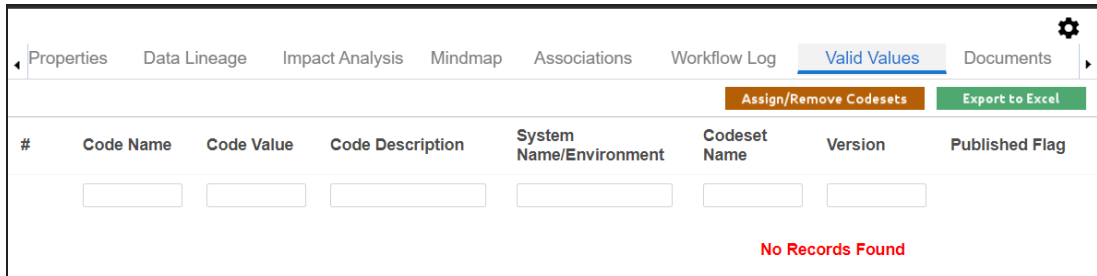 Properties Data Lineage Impact Analysis Mindmap Associations Workflow Log Valid Values Documents
Assign/Remove Codesets Export to Excel
# Code Name Code Value Code Description System Name/Environment Codeset Name Version Published Flag
No Records Found